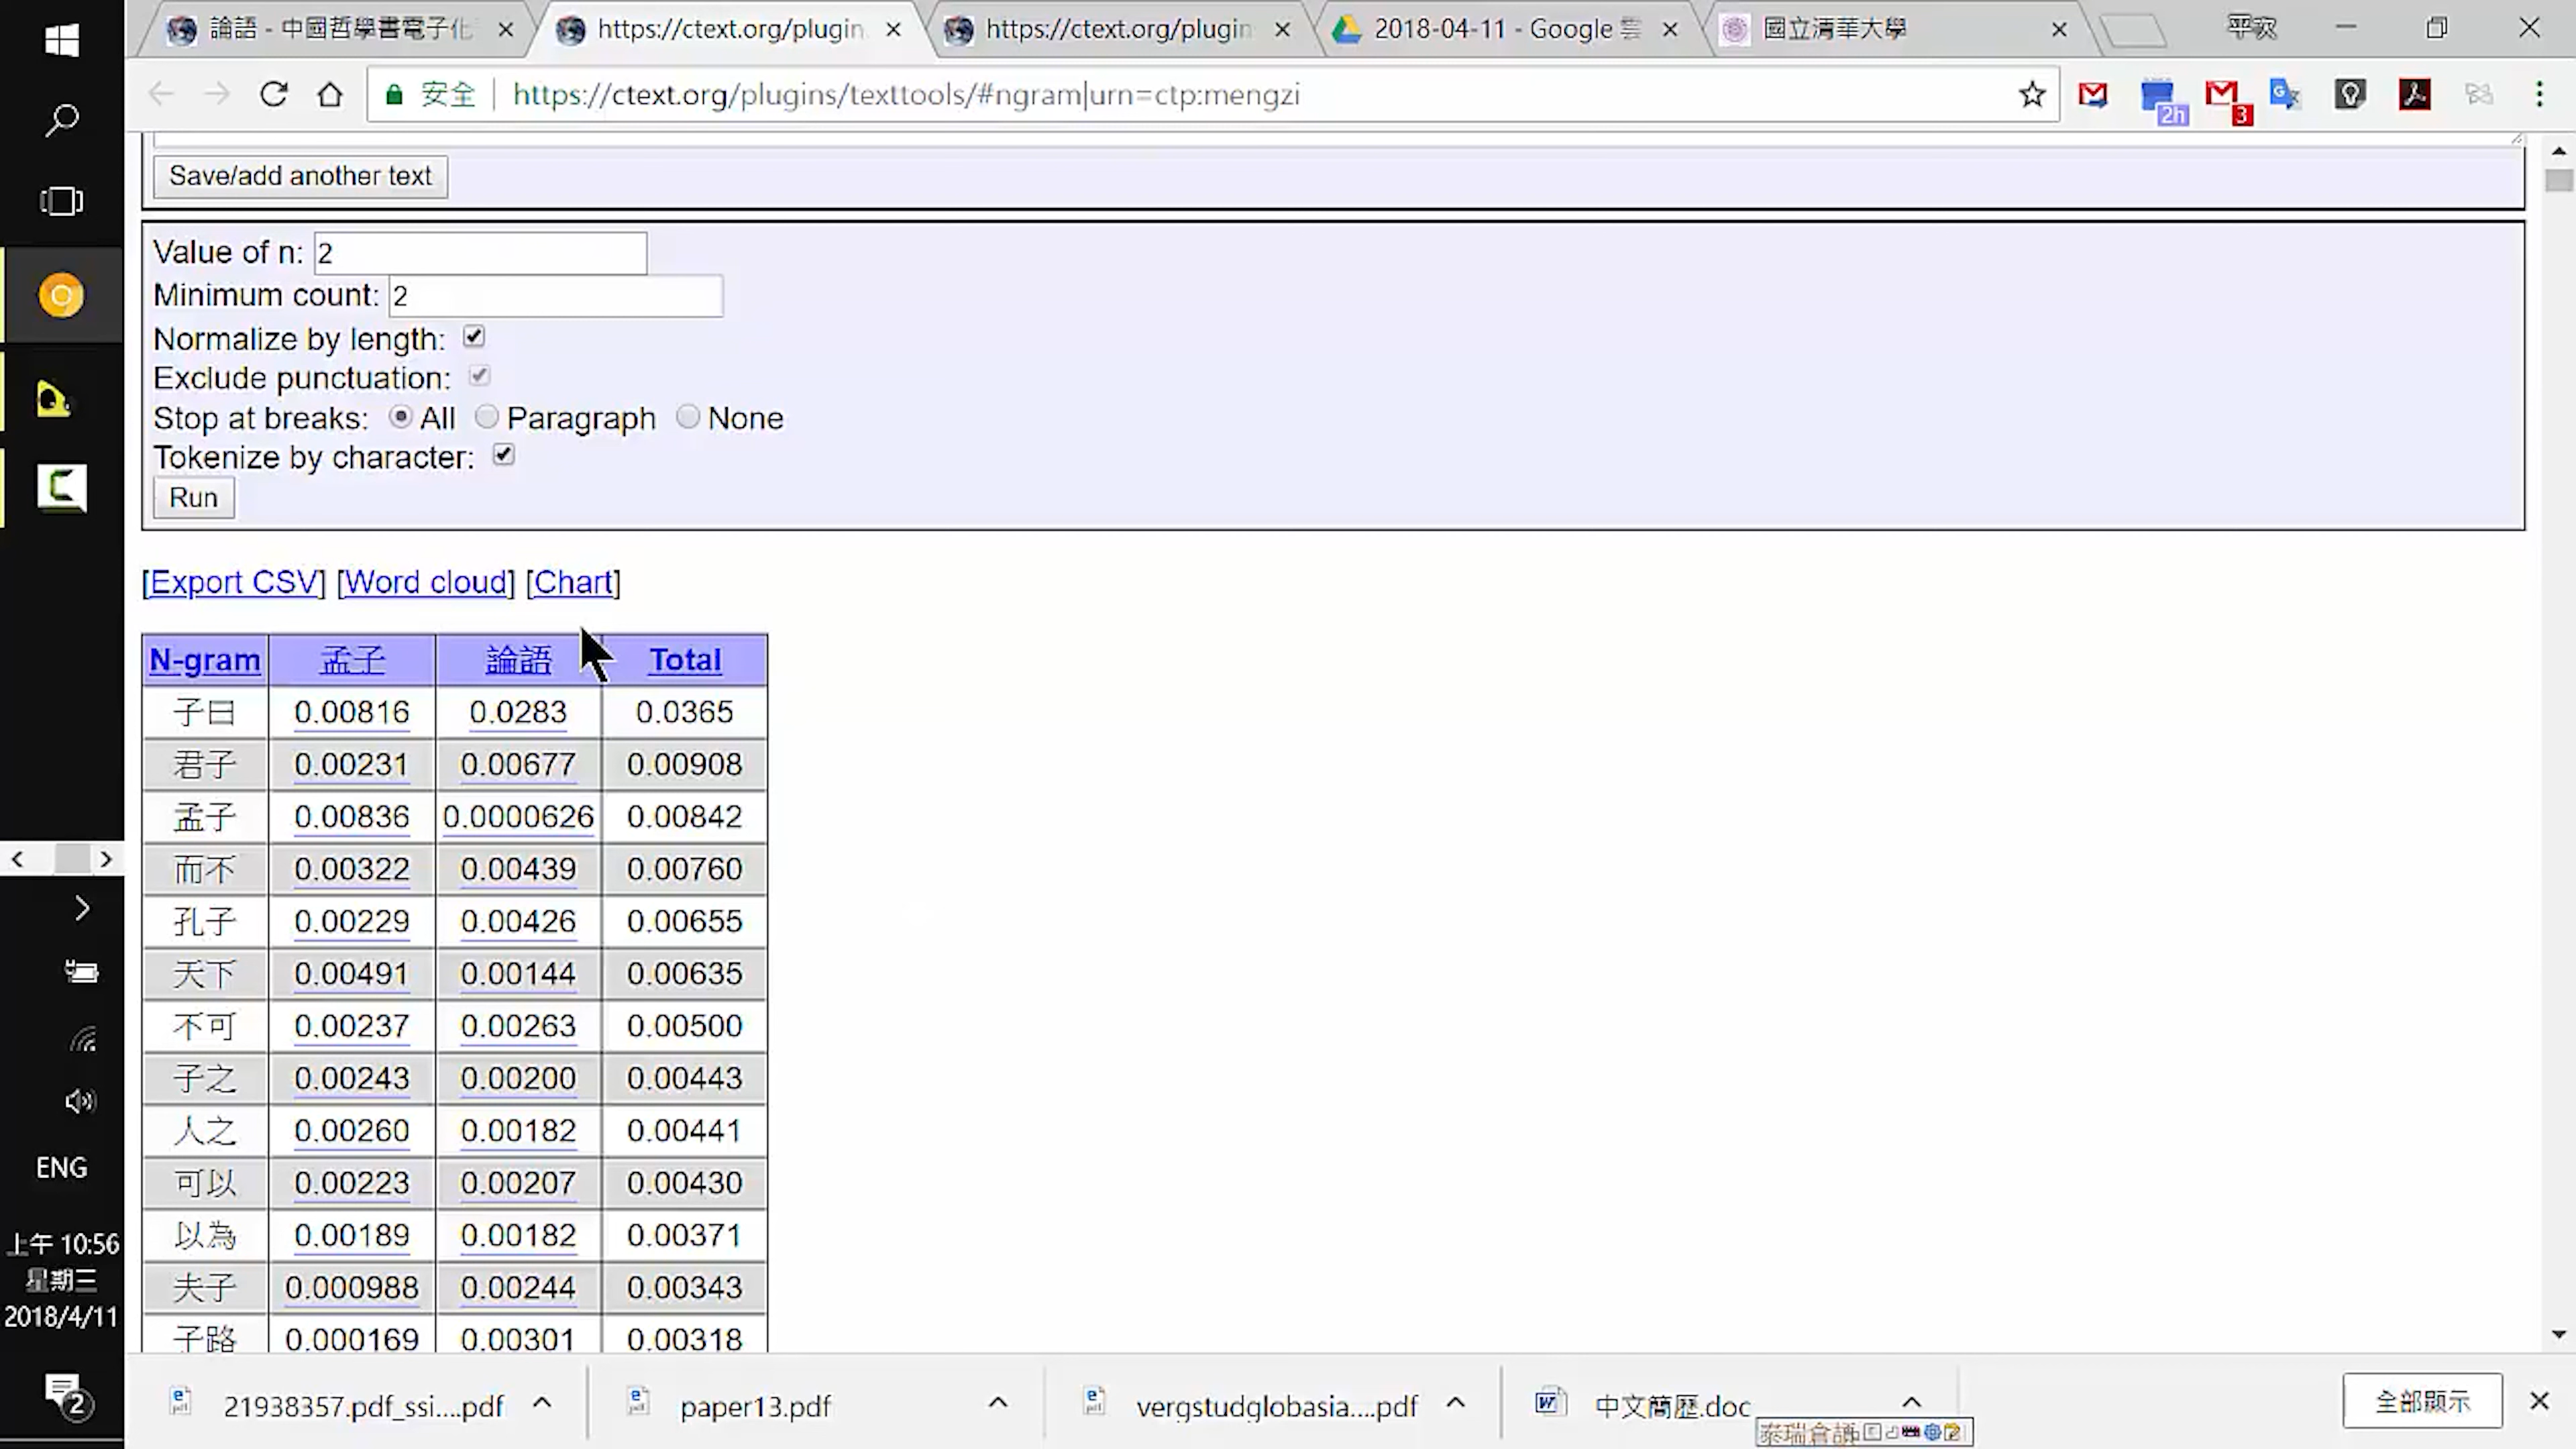 論語 - 中國哲學書電子化
https://ctext.org/plugin
https://ctext.org/plugin
2018-04-11 - Google 雲
國立清華大學
安全
https://ctext.org/plugins/texttools/#ngram|urn=ctp:mengzi
2h
3
Save/add another text
Value of n: 2
Minimum count: 2
Normalize by length:
Exclude punctuation:
Stop at breaks: All Paragraph None
Tokenize by character:
Run
[Export CSV] [Word cloud] [Chart]
N-gram 孟子 論語 Total
子曰 0.00816 0.0283 0.0365
君子 0.00231 0.00677 0.00908
孟子 0.00836 0.0000626 0.00842
而不 0.00322 0.00439 0.00760
孔子 0.00229 0.00426 0.00655
天下 0.00491 0.00144 0.00635
不可 0.00237 0.00263 0.00500
子之 0.00243 0.00200 0.00443
人之 0.00260 0.00182 0.00441
可以 0.00223 0.00207 0.00430
以為 0.00189 0.00182 0.00371
夫子 0.000988 0.00244 0.00343
子路 0.000169 0.00301 0.00318
ENG
上午 10:56
星期三
2018/4/11
2
21938357.pdf_ssi....pdf
paper13.pdf
vergstudglobasia....pdf
中文簡歷.doc
全部顯示